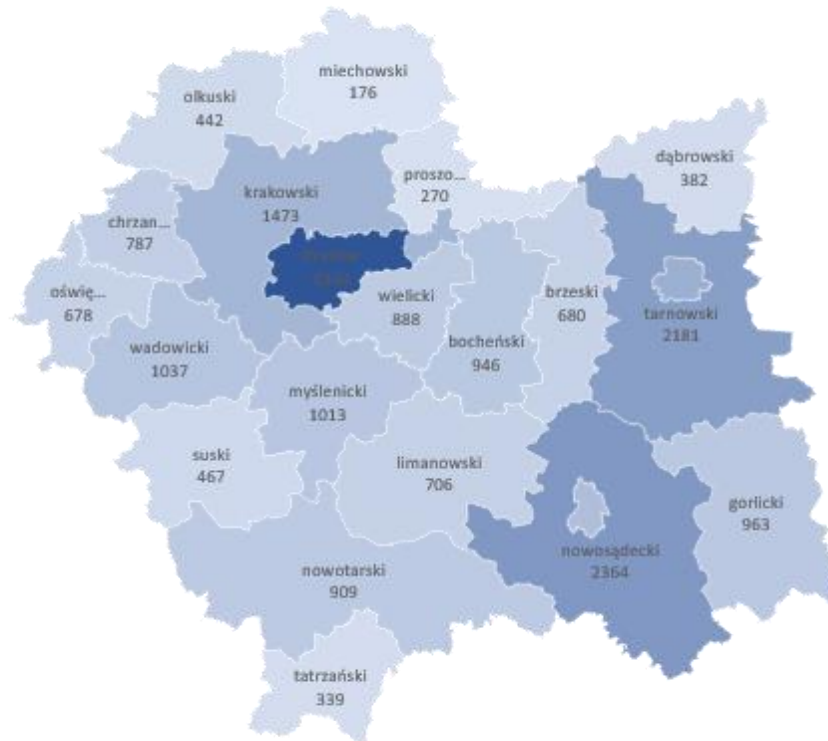 miechowski
176
olkuski
442
dąbrowski
382
proszo...
270
krakowski
1473
chrzan...
787
oświę...
678
wielicki
888
brzeski
680
tarnowski
2181
bocheński
946
wadowicki
1037
myślenicki
1013
suski
467
limanowski
706
gorlicki
963
nowosądecki
2364
nowotarski
909
tatrzański
339